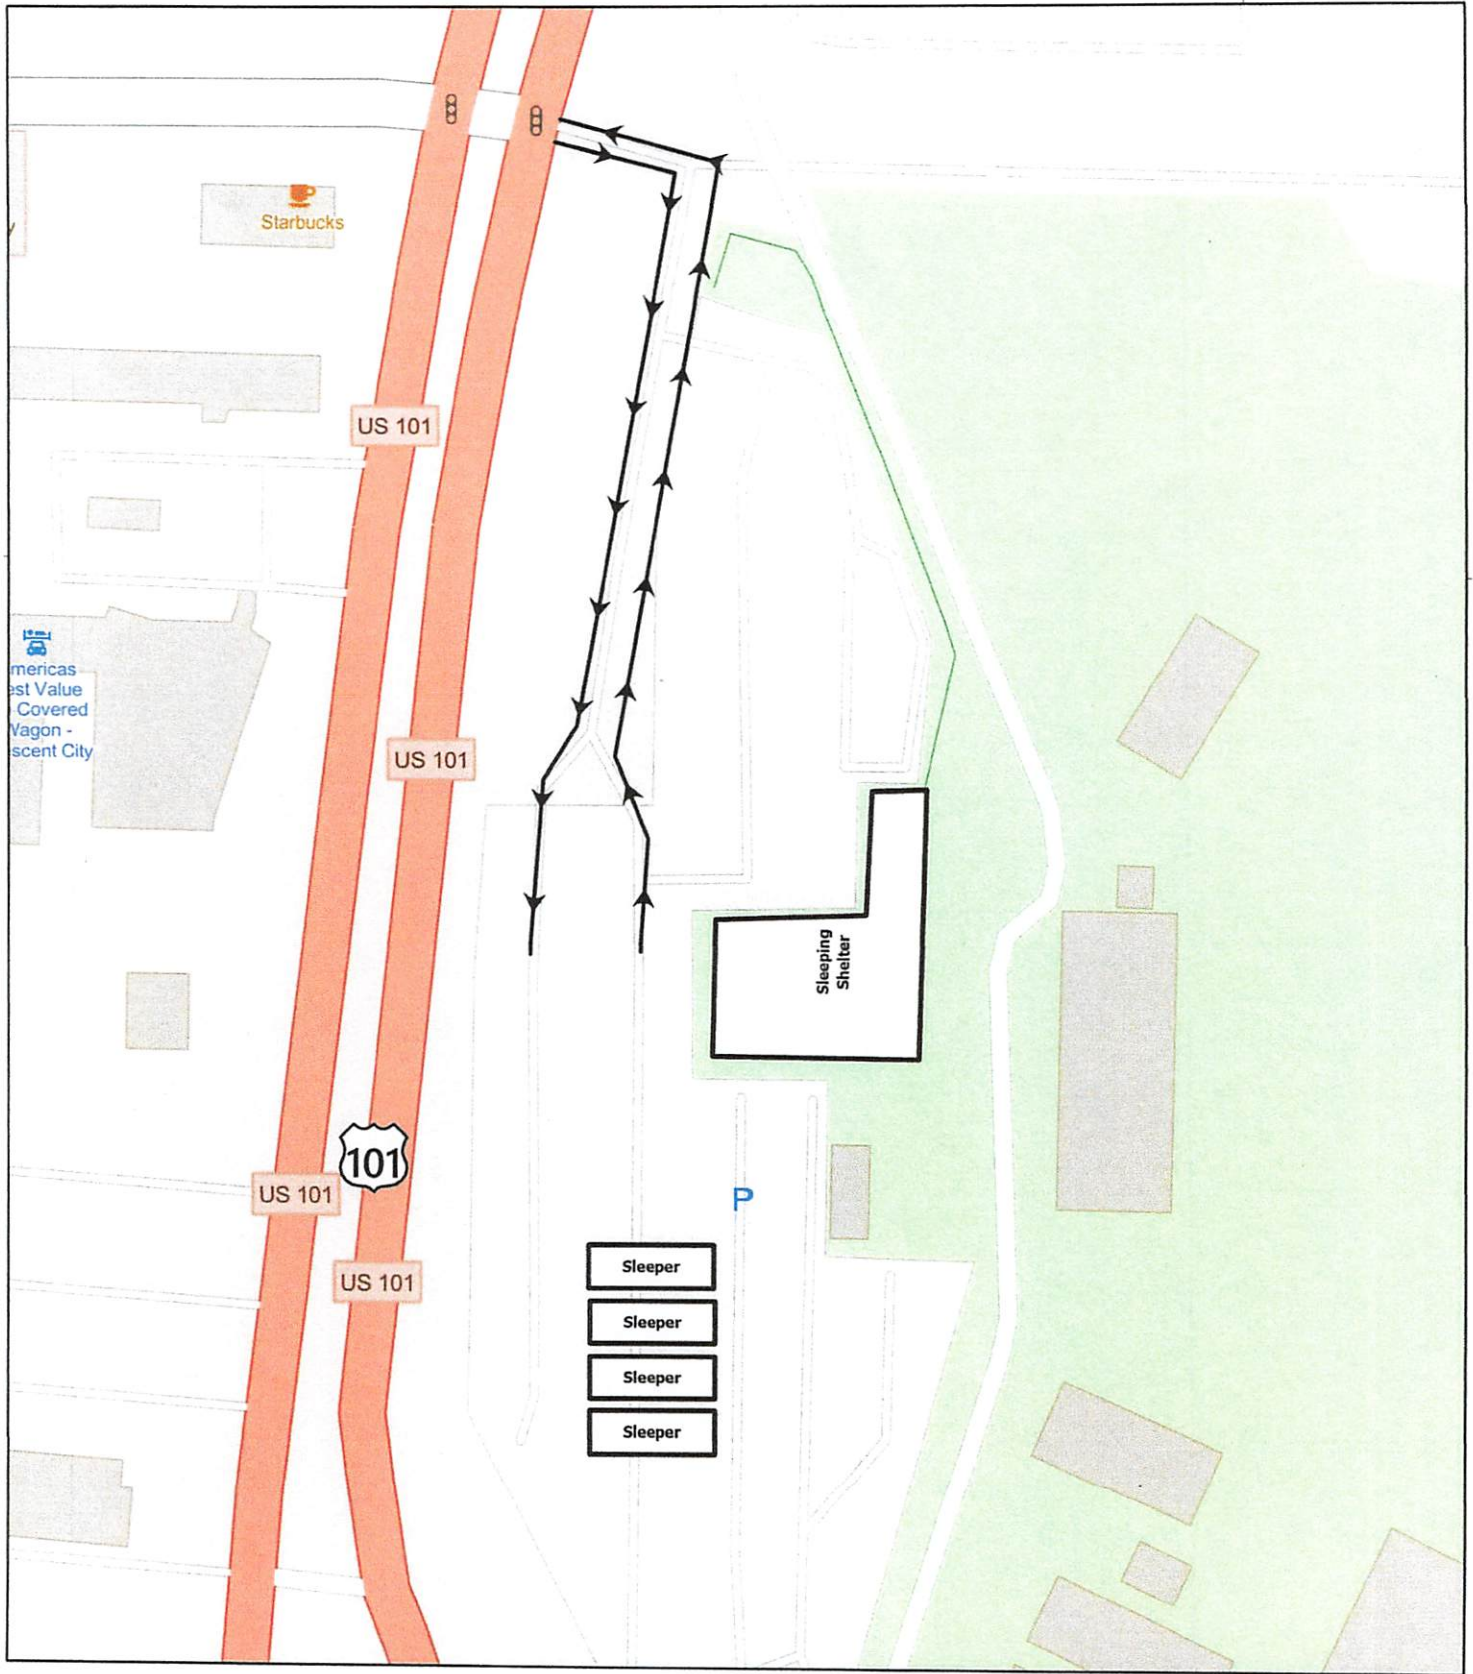 Starbucks
US 101
mericas
est Value
Covered
Wagon -
scent City
US 101
Sleeping
Shelter
101
US 101
P
US 101
Sleeper
Sleeper
Sleeper
Sleeper